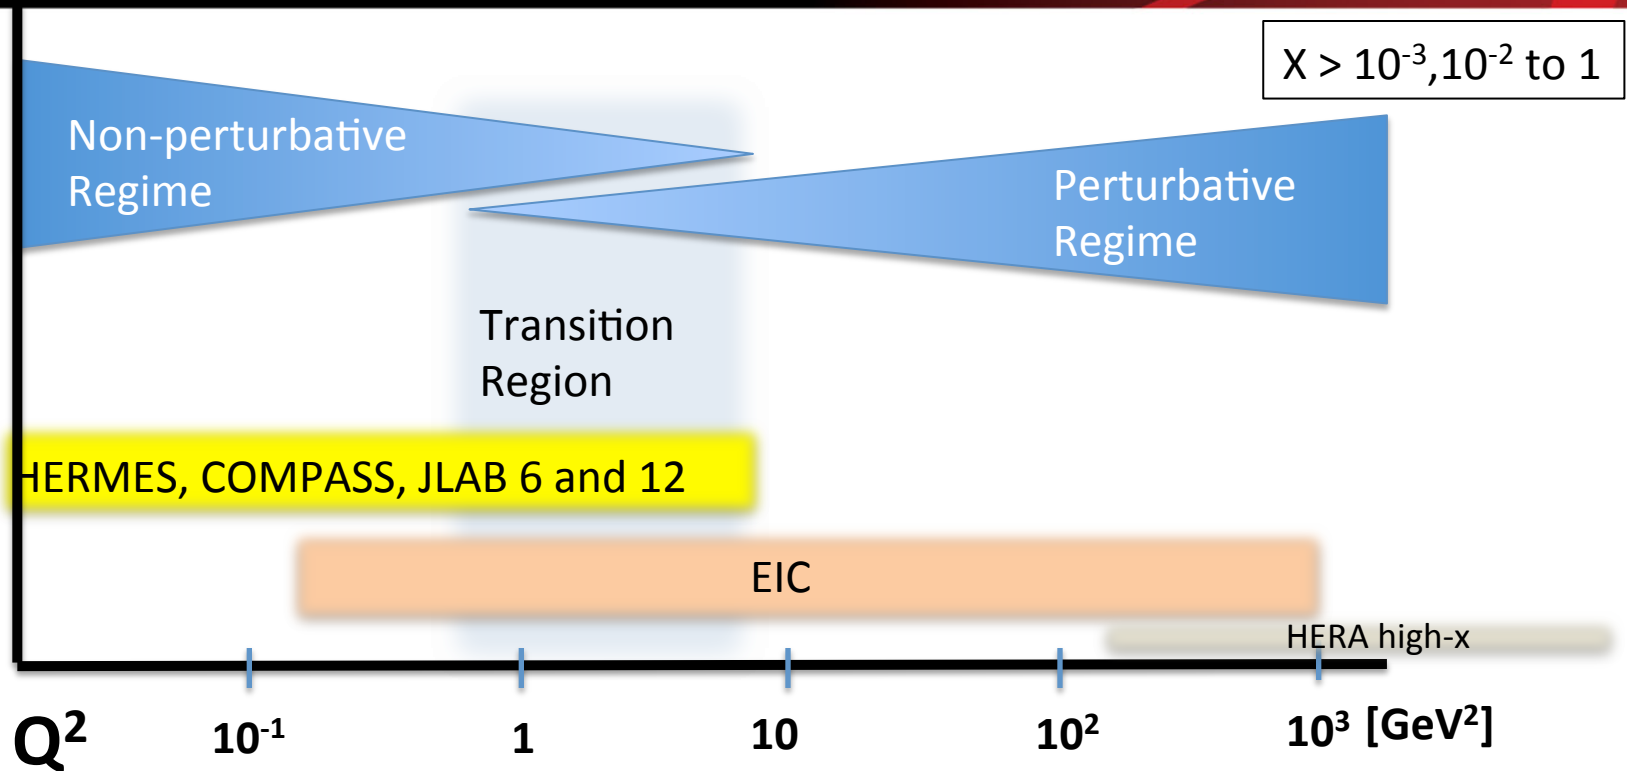 X > 10⁻³,10⁻² to 1
Non-perturbative
Regime
Perturbative
Regime
Transition
Region
HERMES, COMPASS, JLAB 6 and 12
EIC
HERA high-x
Q² 10⁻¹ 1 10 10² 10³ [GeV²]